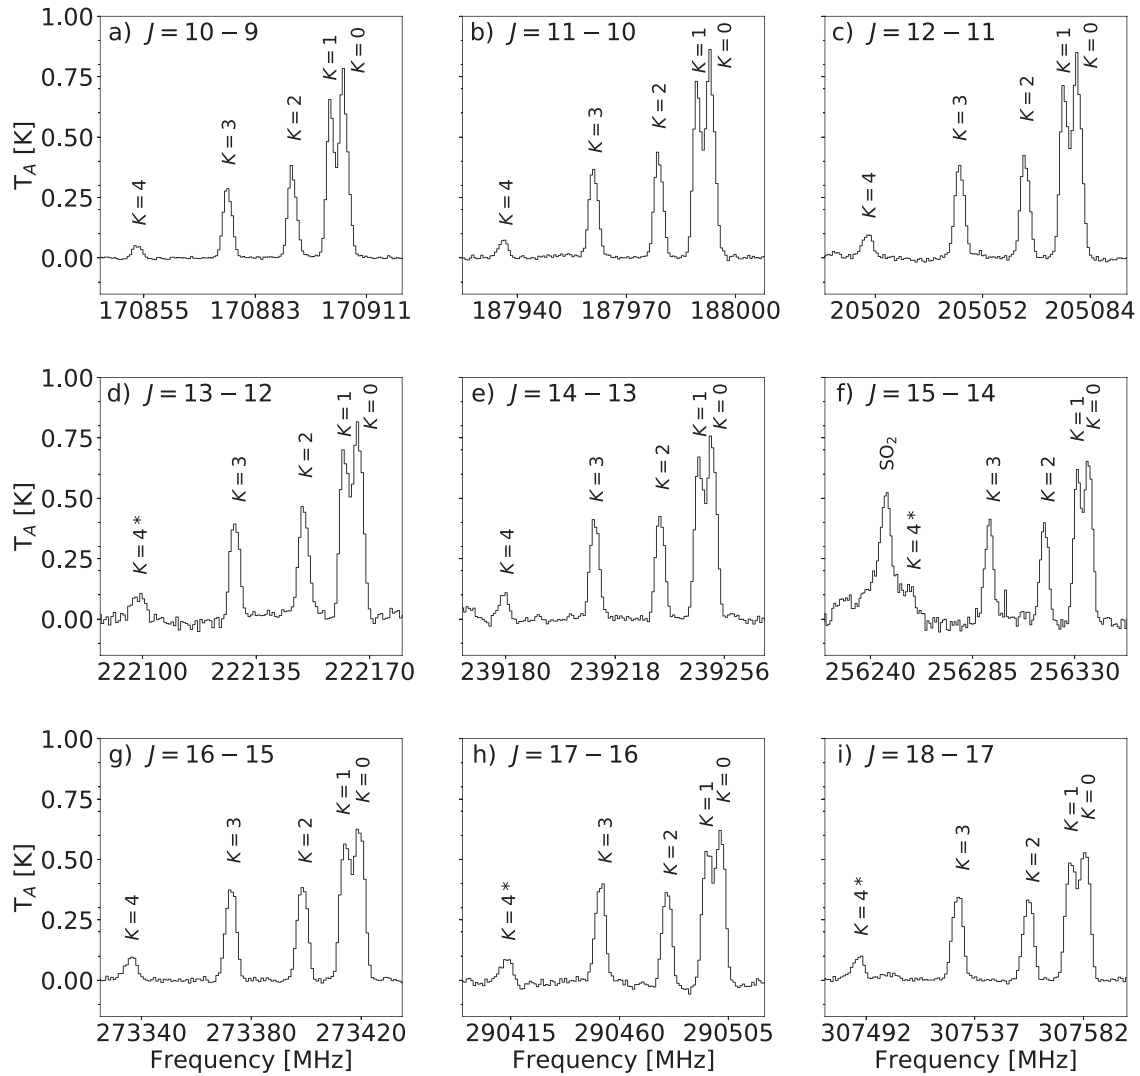 a) J = 10 − 9
K = 4
K = 3
K = 2
K = 1
K = 0
b) J = 11 − 10
K = 4
K = 3
K = 2
K = 1
K = 0
c) J = 12 − 11
K = 4
K = 3
K = 2
K = 1
K = 0
1.00
0.75
0.50
0.25
0.00
T_A [K]
170855 170883 170911
187940 187970 188000
205020 205052 205084
d) J = 13 − 12
K = 4 *
K = 3
K = 2
K = 1
K = 0
e) J = 14 − 13
K = 4
K = 3
K = 2
K = 1
K = 0
f) J = 15 − 14
SO₂
K = 4 *
K = 3
K = 2
K = 1
K = 0
1.00
0.75
0.50
0.25
0.00
T_A [K]
222100 222135 222170
239180 239218 239256
256240 256285 256330
g) J = 16 − 15
K = 4
K = 3
K = 2
K = 1
K = 0
h) J = 17 − 16
K = 4 *
K = 3
K = 2
K = 1
K = 0
i) J = 18 − 17
K = 4 *
K = 3
K = 2
K = 1
K = 0
1.00
0.75
0.50
0.25
0.00
T_A [K]
273340 273380 273420
290415 290460 290505
307492 307537 307582
Frequency [MHz]
Frequency [MHz]
Frequency [MHz]